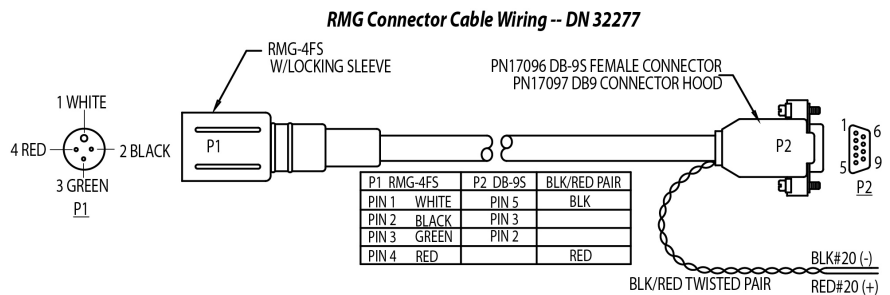 RMG Connector Cable Wiring -- DN 32277
RMG-4FS
W/LOCKING SLEEVE
PN17096 DB-9S FEMALE CONNECTOR
PN17097 DB9 CONNECTOR HOOD
1 WHITE
4 RED
2 BLACK
3 GREEN
P1
P1
P2
1
6
5
9
P2
P1 RMG-4FS P2 DB-9S BLK/RED PAIR
PIN 1 WHITE PIN 5 BLK
PIN 2 BLACK PIN 3
PIN 3 GREEN PIN 2
PIN 4 RED RED
BLK/RED TWISTED PAIR
BLK#20 (-)
RED#20 (+)